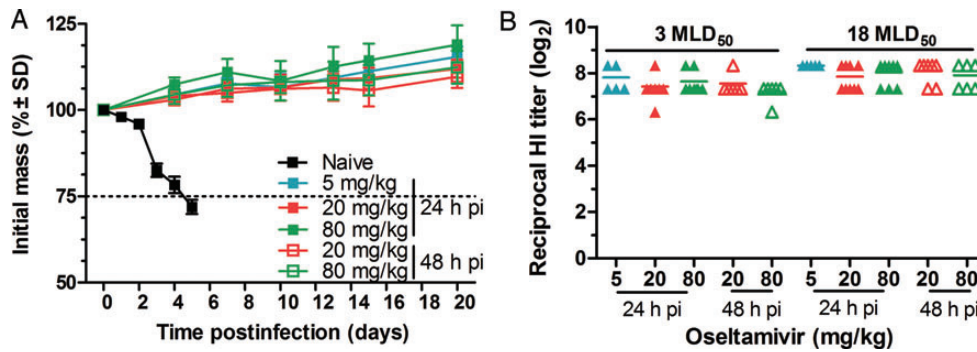 A
Initial mass (%± SD)
125
100
75
50
0 2 4 6 8 10 12 14 16 18 20
Time postinfection (days)
Naive
5 mg/kg
20 mg/kg
80 mg/kg
24 h pi
20 mg/kg
80 mg/kg
48 h pi
B
Reciprocal HI titer (log2)
3 MLD50 18 MLD50
10
8
6
4
2
0
5 20 80 20 80 5 20 80 20 80
24 h pi 48 h pi 24 h pi 48 h pi
Oseltamivir (mg/kg)